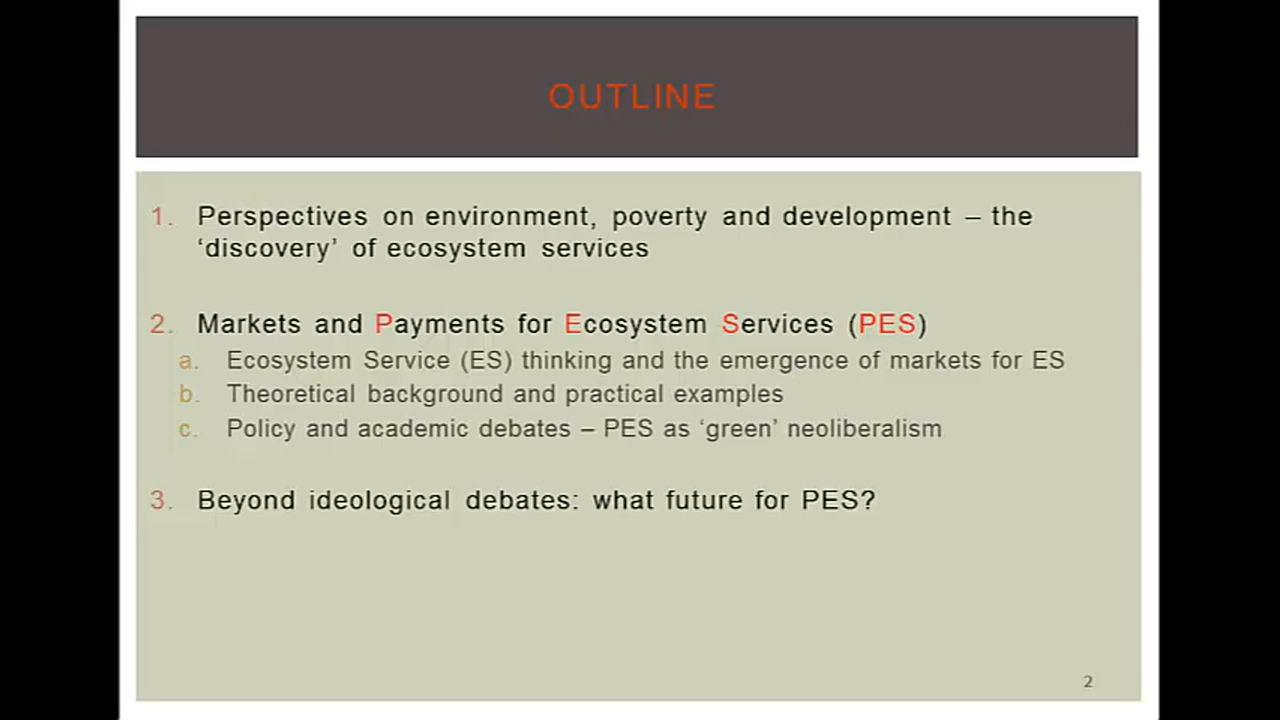 OUTLINE
1. Perspectives on environment, poverty and development – the
‘discovery’ of ecosystem services
2. Markets and Payments for Ecosystem Services (PES)
a. Ecosystem Service (ES) thinking and the emergence of markets for ES
b. Theoretical background and practical examples
c. Policy and academic debates – PES as ‘green’ neoliberalism
3. Beyond ideological debates: what future for PES?
2